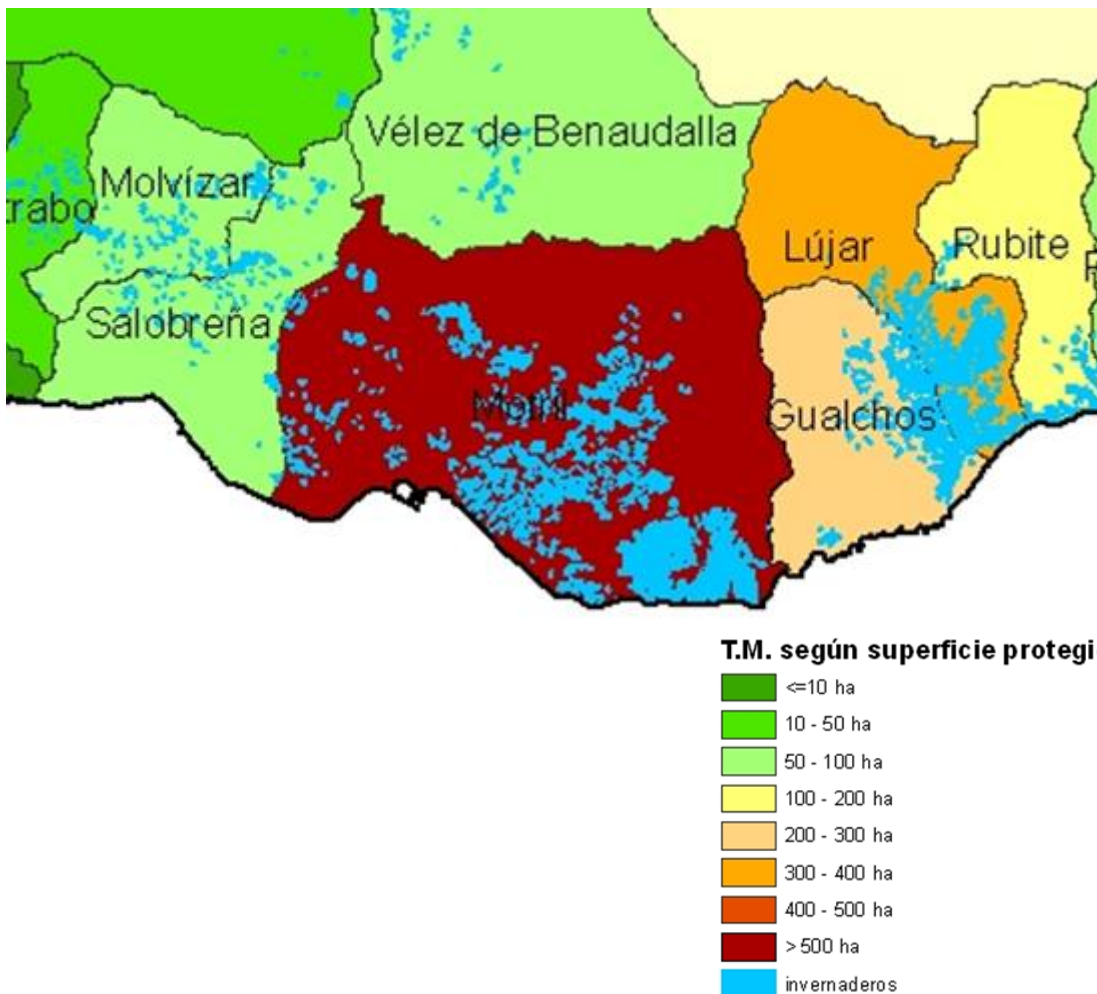 Vélez de Benaudalla
Molvízar
trabo
Lújar
Rubite
Salobreña
Motril
Gualchos
T.M. según superficie protegi
<=10 ha
10 - 50 ha
50 - 100 ha
100 - 200 ha
200 - 300 ha
300 - 400 ha
400 - 500 ha
> 500 ha
invernaderos